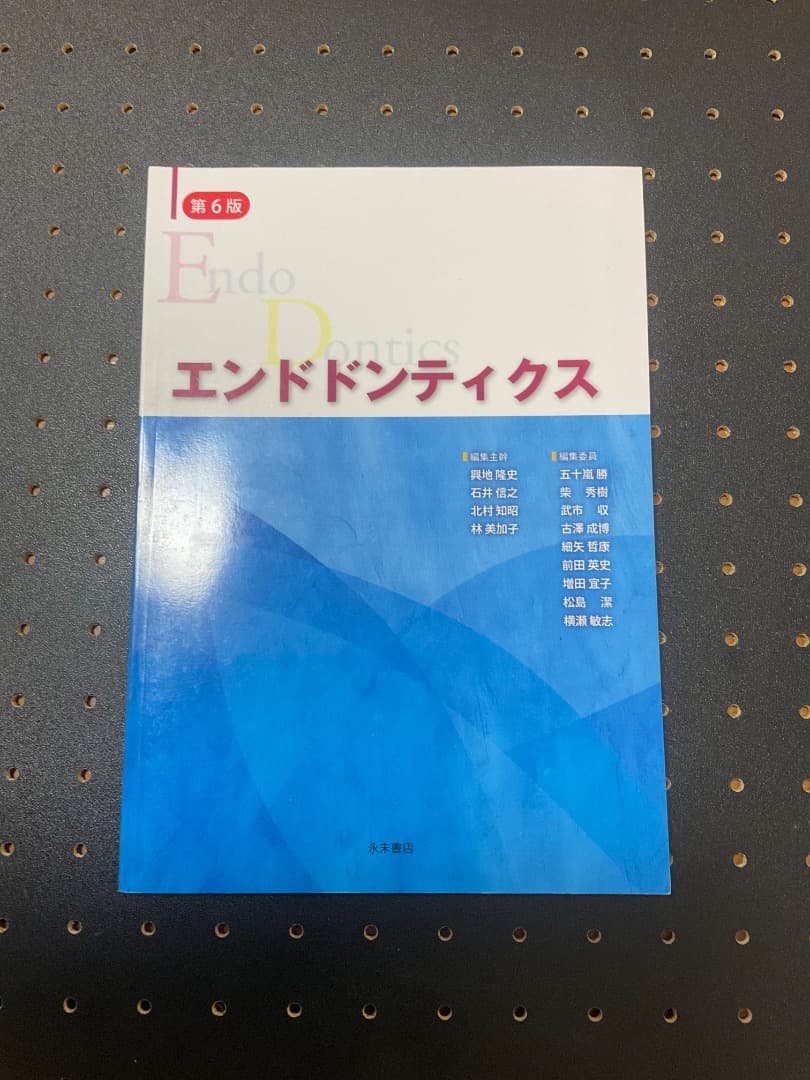 第6版
Endo
Dontics
エンドドンティクス
編集主幹
興地 隆史
石井 信之
北村 知昭
林 美加子
編集委員
五十嵐 勝
柴 秀樹
武市 収
古澤 成博
細矢 哲康
前田 英史
増田 宜子
松島 潔
横瀬 敏志
永末書店